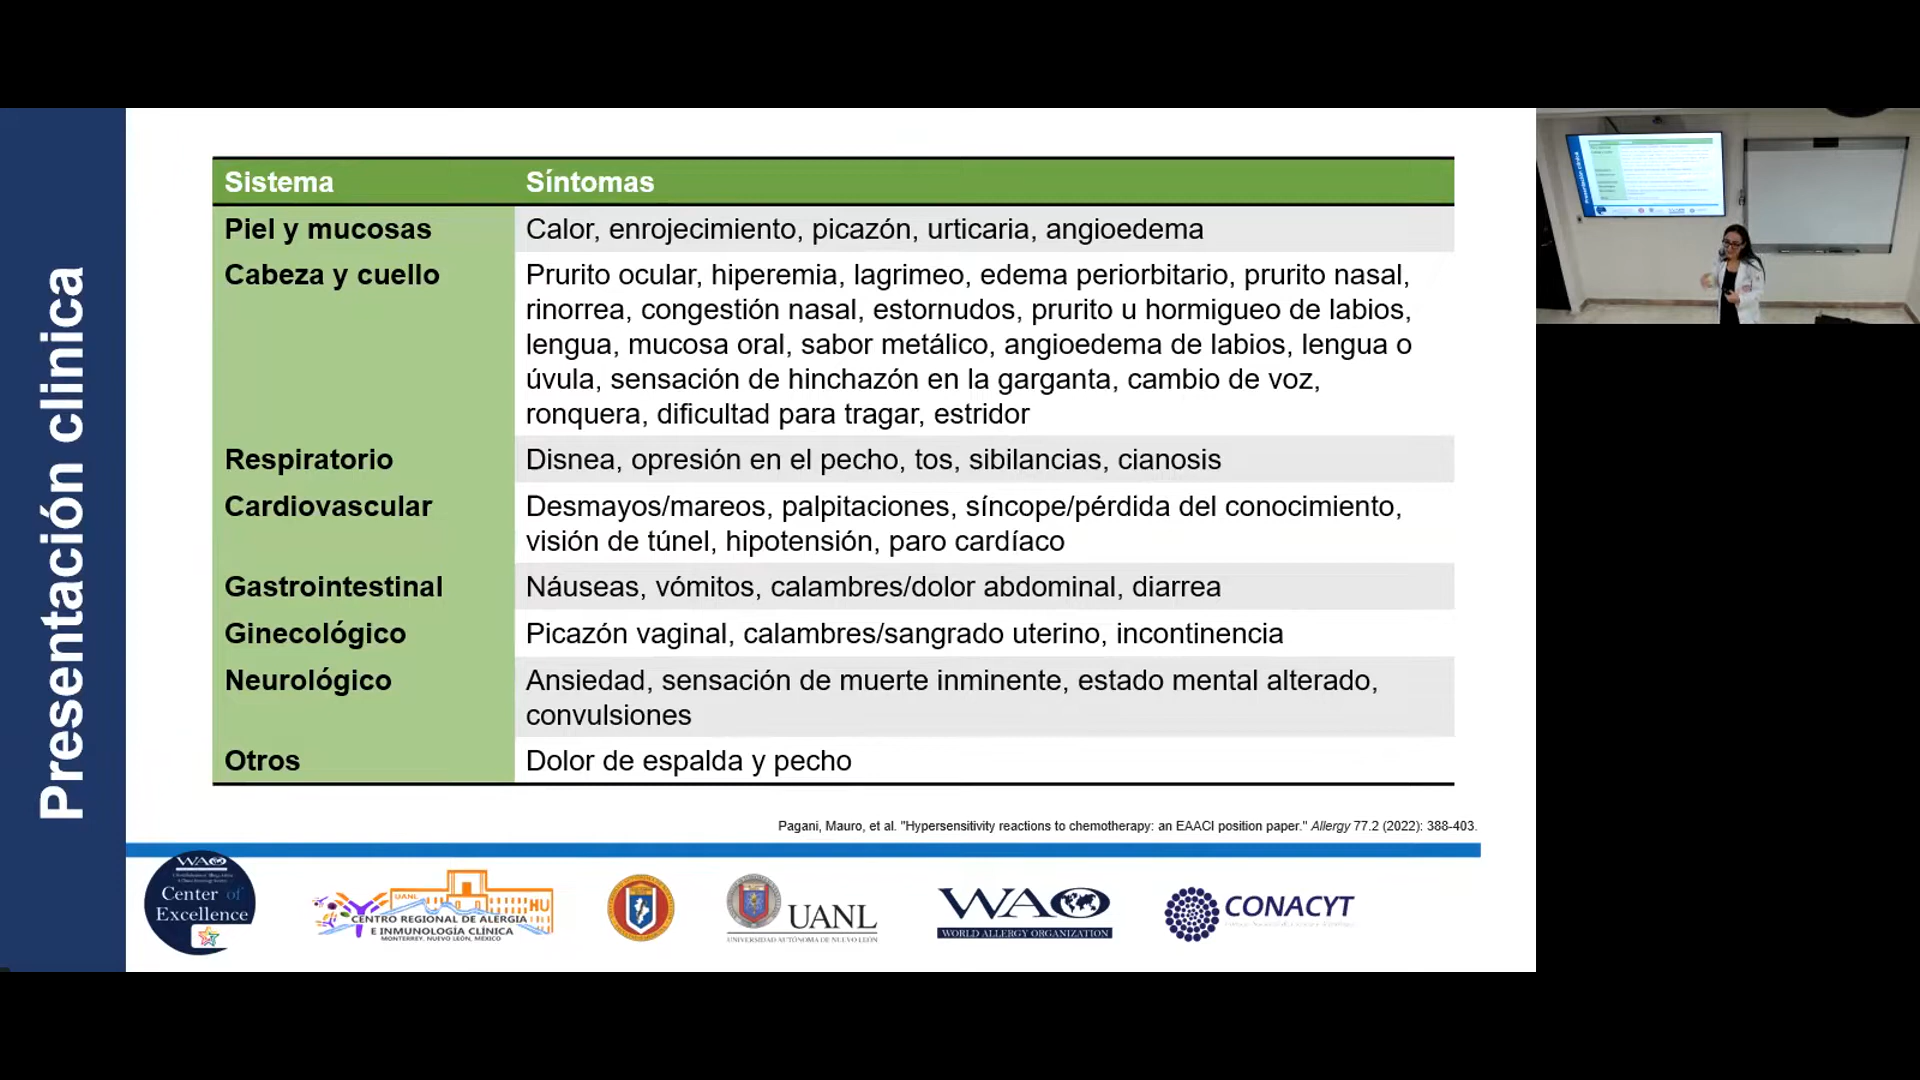 Presentación clinica
Sistema Síntomas
Piel y mucosas Calor, enrojecimiento, picazón, urticaria, angioedema
Cabeza y cuello Prurito ocular, hiperemia, lagrimeo, edema periorbitario, prurito nasal,
rinorrea, congestión nasal, estornudos, prurito u hormigueo de labios,
lengua, mucosa oral, sabor metálico, angioedema de labios, lengua o
úvula, sensación de hinchazón en la garganta, cambio de voz,
ronquera, dificultad para tragar, estridor
Respiratorio Disnea, opresión en el pecho, tos, sibilancias, cianosis
Cardiovascular Desmayos/mareos, palpitaciones, síncope/pérdida del conocimiento,
visión de túnel, hipotensión, paro cardíaco
Gastrointestinal Náuseas, vómitos, calambres/dolor abdominal, diarrea
Ginecológico Picazón vaginal, calambres/sangrado uterino, incontinencia
Neurológico Ansiedad, sensación de muerte inminente, estado mental alterado,
convulsiones
Otros Dolor de espalda y pecho
Pagani, Mauro, et al. "Hypersensitivity reactions to chemotherapy: an EAACI position paper." Allergy 77.2 (2022): 388-403.
WAO
Center of
Excellence
UANL HU
CENTRO REGIONAL DE ALERGIA
E INMUNOLOGÍA CLÍNICA
MONTERREY, NUEVO LEÓN, MÉXICO
UANL
UNIVERSIDAD AUTÓNOMA DE NUEVO LEÓN
WAO
WORLD ALLERGY ORGANIZATION
CONACYT